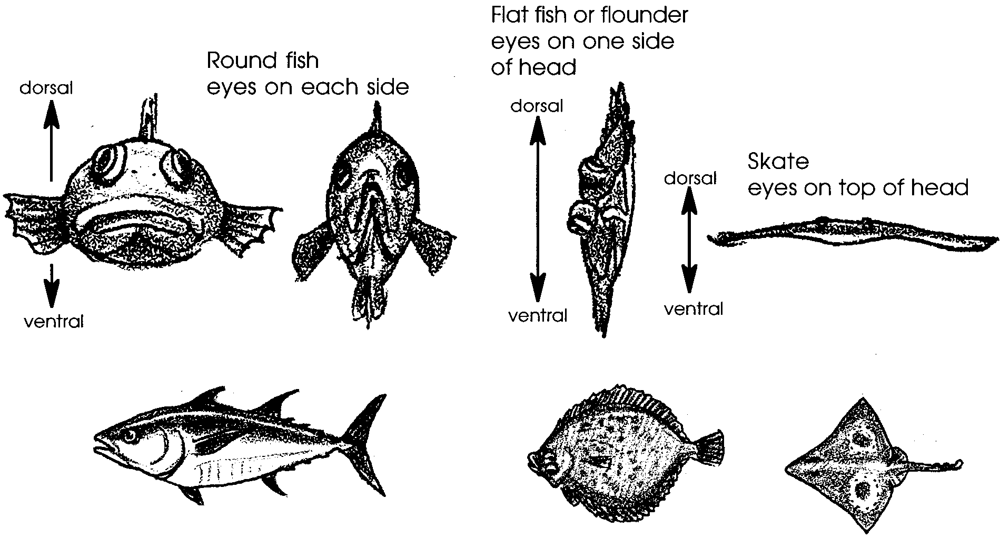 Round fish
eyes on each side
dorsal
ventral
Flat fish or flounder
eyes on one side
of head
dorsal
ventral
Skate
eyes on top of head
dorsal
ventral